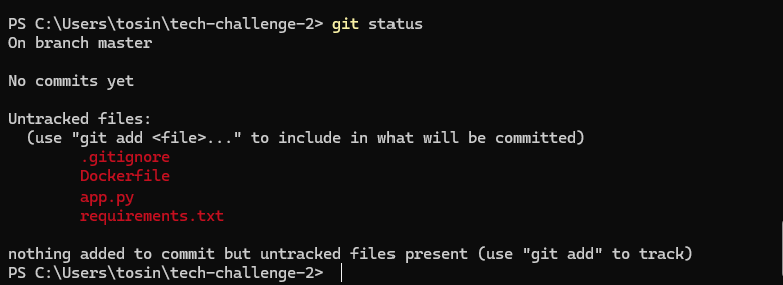 PS C:\Users\tosin\tech-challenge-2> git status
On branch master
No commits yet
Untracked files:
(use "git add <file>..." to include in what will be committed)
.gitignore
Dockerfile
app.py
requirements.txt
nothing added to commit but untracked files present (use "git add" to track)
PS C:\Users\tosin\tech-challenge-2>